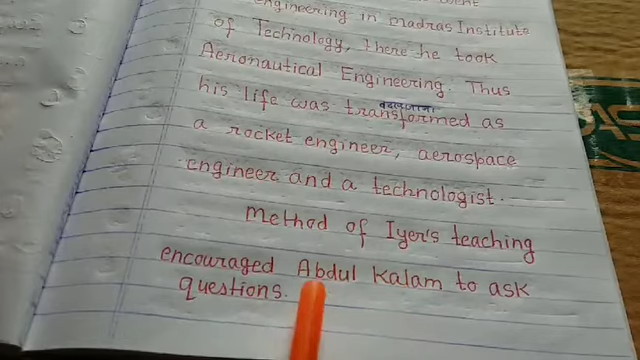 engineering in madras Institute
of Technology, there he took
Aeronautical Engineering. Thus
his life was transformed as
बदल जाना
a rocket engineer, aerospace
engineer and a technologist.
method of Iyer's teaching
encouraged Abdul Kalam to ask
questions.